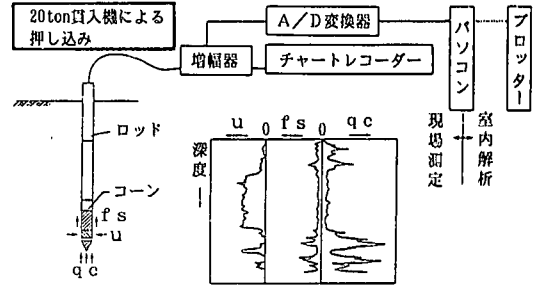 20ton貫入機による
押し込み
A/D変換器
増幅器
チャートレコーダー
パソコン
プロッター
現場測定
室内解析
ロッド
コーン
fs
u
qc
u 0 fs 0 qc
深度